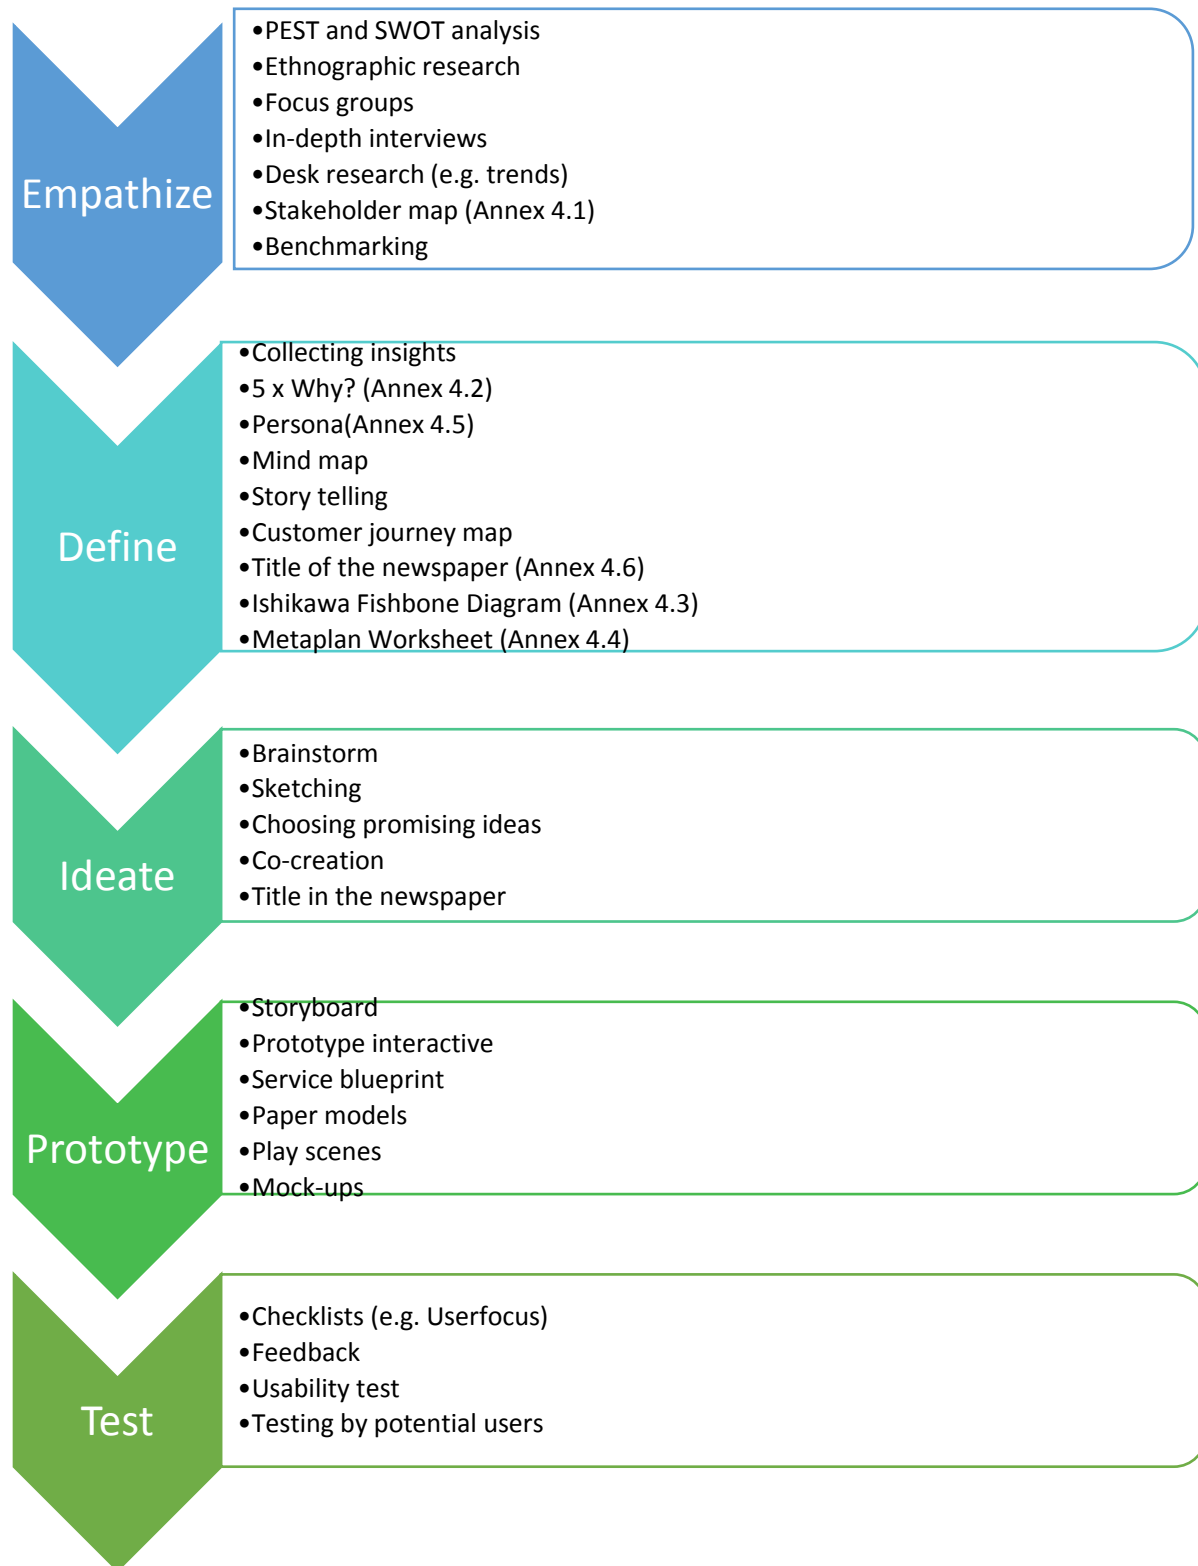 Empathize
•PEST and SWOT analysis
•Ethnographic research
•Focus groups
•In-depth interviews
•Desk research (e.g. trends)
•Stakeholder map (Annex 4.1)
•Benchmarking
Define
•Collecting insights
•5 x Why? (Annex 4.2)
•Persona(Annex 4.5)
•Mind map
•Story telling
•Customer journey map
•Title of the newspaper (Annex 4.6)
•Ishikawa Fishbone Diagram (Annex 4.3)
•Metaplan Worksheet (Annex 4.4)
Ideate
•Brainstorm
•Sketching
•Choosing promising ideas
•Co-creation
•Title in the newspaper
Prototype
•Storyboard
•Prototype interactive
•Service blueprint
•Paper models
•Play scenes
•Mock-ups
Test
•Checklists (e.g. Userfocus)
•Feedback
•Usability test
•Testing by potential users